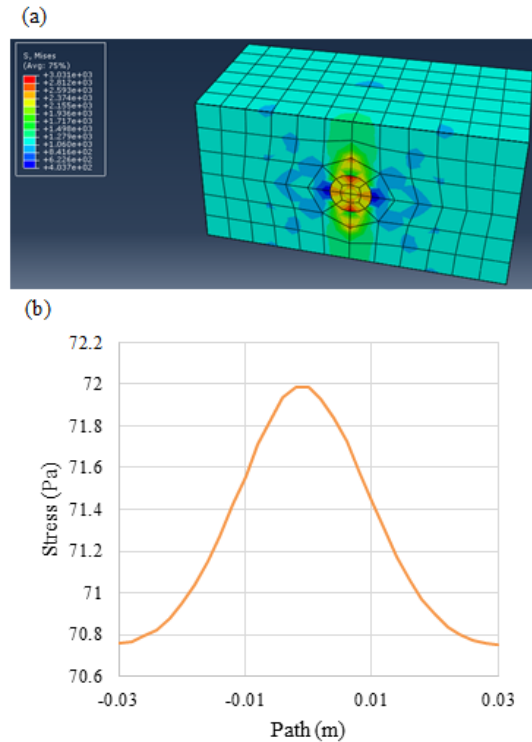 (a)
S, Mises
(Avg: 75%)
+3.031e+03
+2.812e+03
+2.593e+03
+2.374e+03
+2.155e+03
+1.936e+03
+1.717e+03
+1.498e+03
+1.279e+03
+1.060e+03
+8.416e+02
+6.226e+02
+4.037e+02
(b)
72.2
72
71.8
71.6
71.4
71.2
71
70.8
70.6
Stress (Pa)
-0.03
-0.01
0.01
0.03
Path (m)